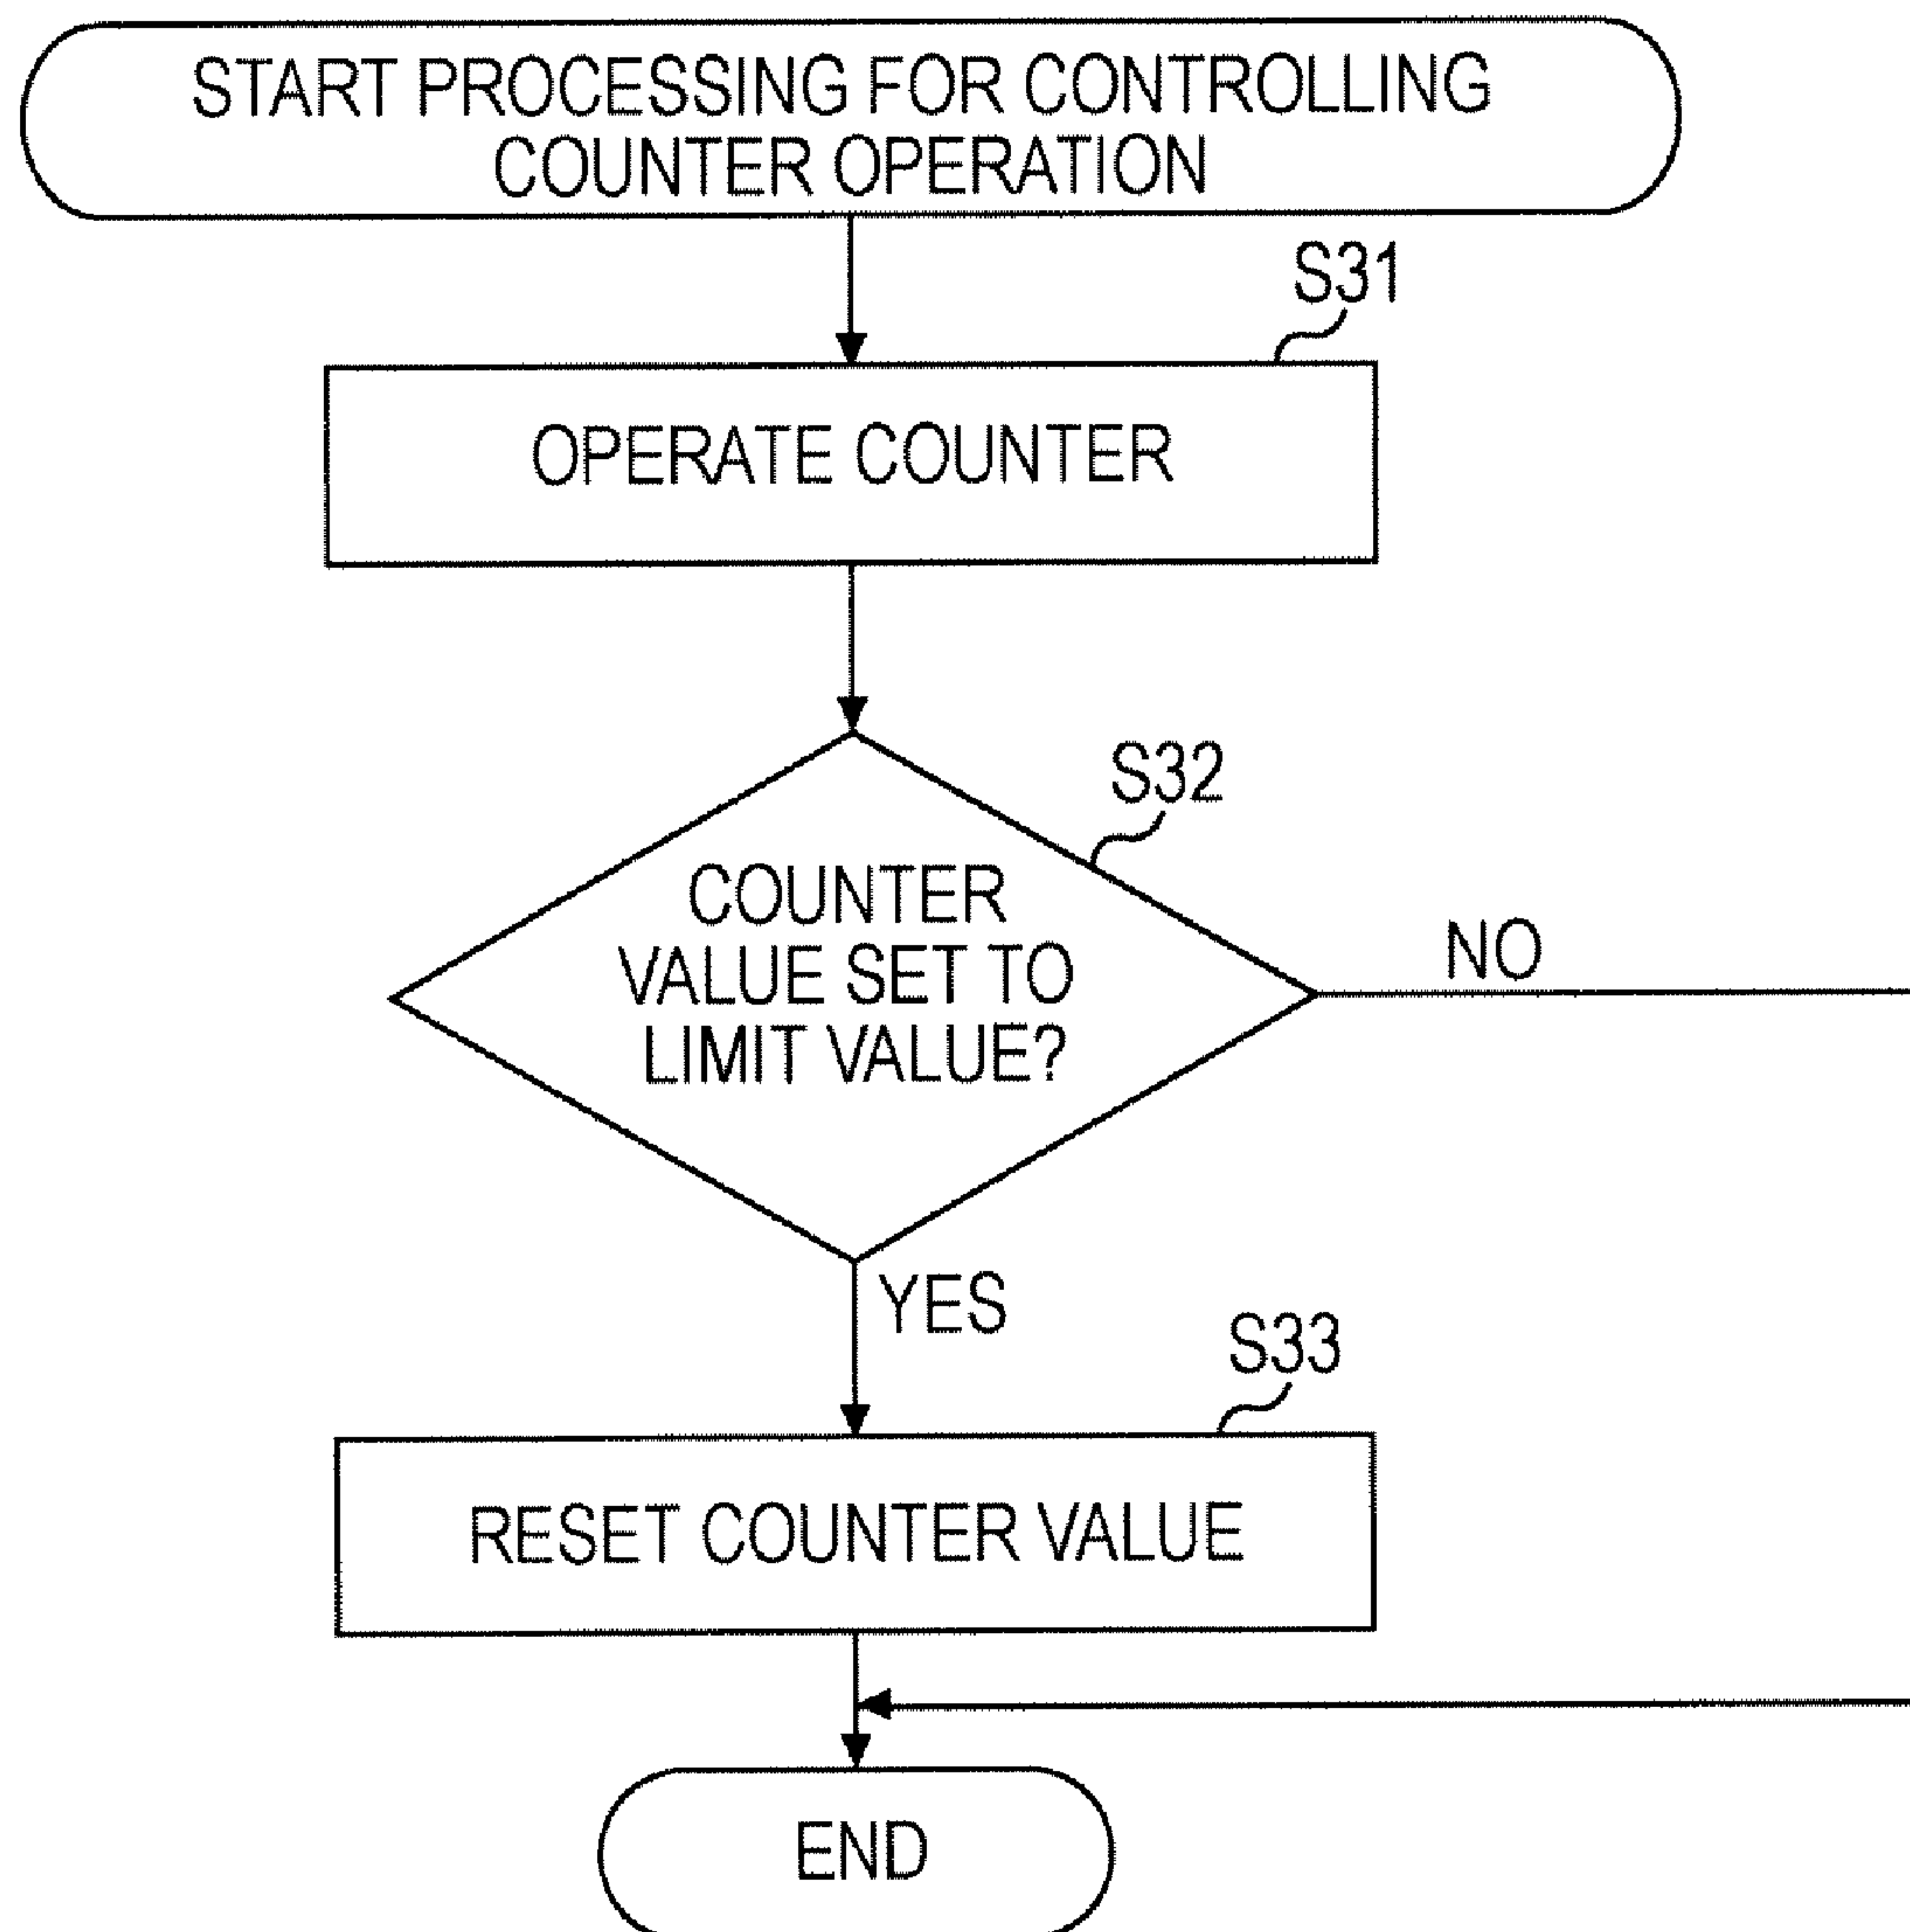 START PROCESSING FOR CONTROLLING
COUNTER OPERATION
S31
OPERATE COUNTER
S32
COUNTER
VALUE SET TO
LIMIT VALUE?
NO
YES
S33
RESET COUNTER VALUE
END